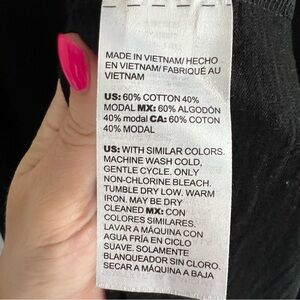 MADE IN VIETNAM/ HECHO
EN VIETNAM/ FABRIQUÉ AU
VIETNAM
US: 60% COTTON 40%
MODAL MX: 60% ALGODÓN
40% modal CA: 60% COTON
40% MODAL
US: WITH SIMILAR COLORS.
MACHINE WASH COLD,
GENTLE CYCLE. ONLY
NON-CHLORINE BLEACH.
TUMBLE DRY LOW. WARM
IRON. MAY BE DRY
CLEANED MX: CON
COLORES SIMILARES.
LAVAR A MÁQUINA CON
AGUA FRÍA EN CICLO
SUAVE. SOLAMENTE
BLANQUEADOR SIN CLORO.
SECAR A MÁQUINA A BAJA